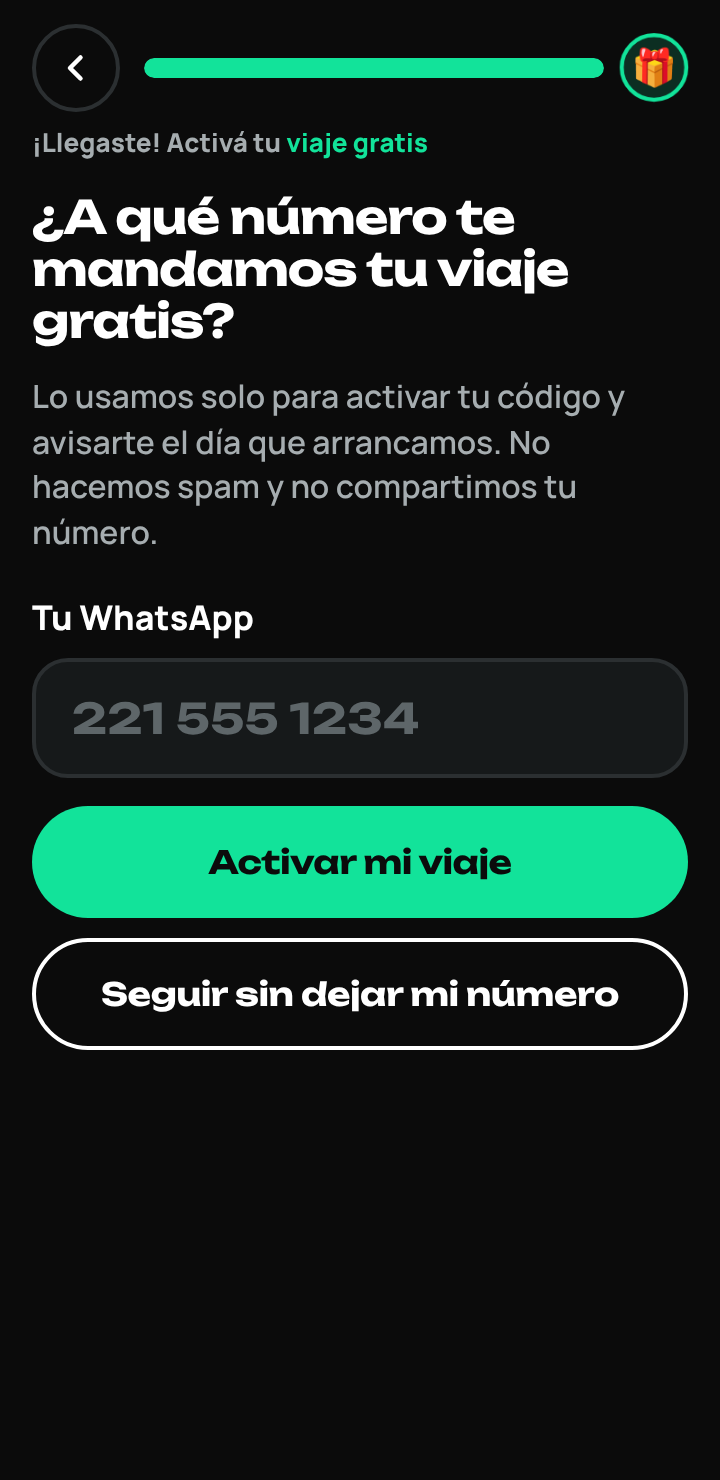 ¡Llegaste! Activá tu viaje gratis
¿A qué número te
mandamos tu viaje
gratis?
Lo usamos solo para activar tu código y
avisarte el día que arrancamos. No
hacemos spam y no compartimos tu
número.
Tu WhatsApp
221 555 1234
Activar mi viaje
Seguir sin dejar mi número